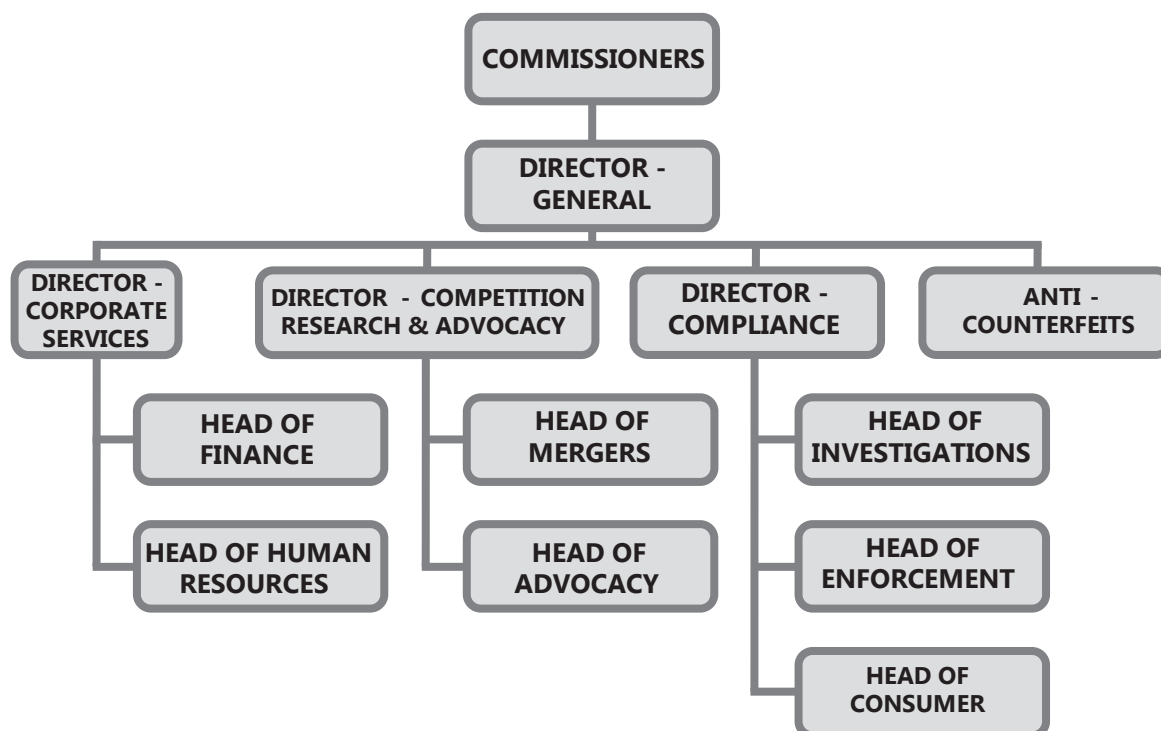 COMMISSIONERS
DIRECTOR -
GENERAL
DIRECTOR -
CORPORATE
SERVICES
DIRECTOR - COMPETITION
RESEARCH & ADVOCACY
DIRECTOR -
COMPLIANCE
ANTI -
COUNTERFEITS
HEAD OF
FINANCE
HEAD OF
MERGERS
HEAD OF
INVESTIGATIONS
HEAD OF HUMAN
RESOURCES
HEAD OF
ADVOCACY
HEAD OF
ENFORCEMENT
HEAD OF
CONSUMER